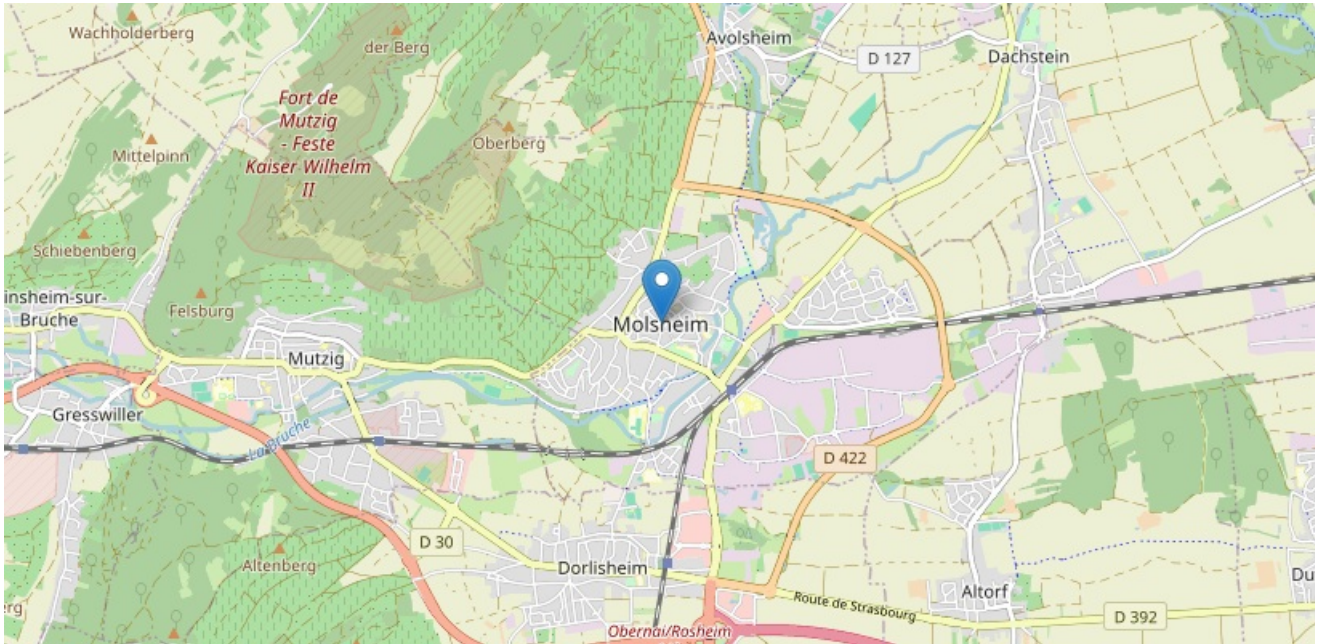 Wachholderberg
der Berg
Avolsheim
D 127
Dachstein
Fort de
Mutzig
- Feste
Kaiser Wilhelm
II
Mittelpinn
Oberberg
Schiebenberg
Felsburg
insheim-sur-
Bruche
Molsheim
Mutzig
Gresswiller
La Bruche
D 422
D 30
Altenberg
Dorlisheim
Altorf
Du
erg
Route de Strasbourg
D 392
Obernai/Rosheim